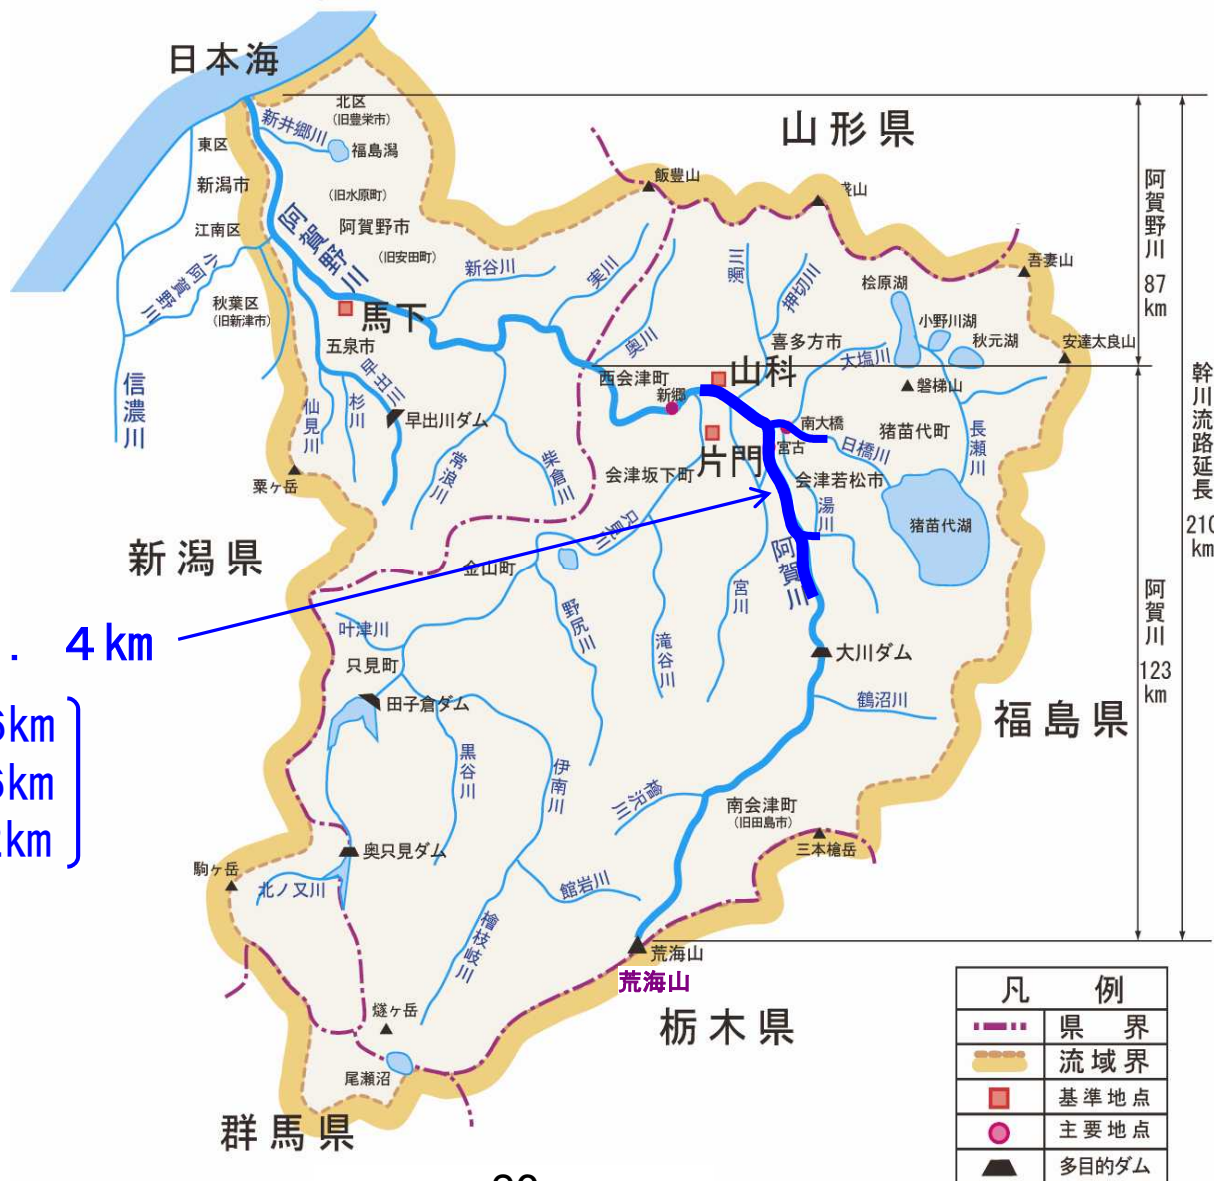 日本海
北区
(旧豊栄市)
新井郷川
福島潟
東区
新潟市
(旧水原町)
江南区
阿賀野市
(旧安田町)
阿賀野川
小阿賀野川
秋葉区
(旧新津市)
馬下
五泉市
信濃川
仙見川
杉川
早出川
早出川ダム
粟ヶ岳
新谷川
実川
奥川
常浪川
柴倉川
山形県
飯豊山
濁川
押切川
吾妻山
桧原湖
小野川湖
秋元湖
安達太良山
喜多方市
大塩川
磐梯山
西会津町
新郷
山科
片門
南大橋
宮古
日橋川
猪苗代町
長瀬川
会津坂下町
会津若松市
湯川
猪苗代湖
阿賀川
只見川
金山町
宮川
滝谷川
野尻川
新潟県
. 4km
6km
6km
km
叶津川
只見町
田子倉ダム
黒谷川
伊南川
大川ダム
鶴沼川
福島県
檜沢川
南会津町
(旧田島市)
三本槍岳
駒ヶ岳
奥只見ダム
北ノ又川
館岩川
檜枝岐川
荒海山
荒海山
栃木県
燧ヶ岳
尾瀬沼
群馬県
阿賀野川
87
km
阿賀川
123
km
幹川流路延長
210
km
凡 例
県 界
流域界
基準地点
主要地点
多目的ダム